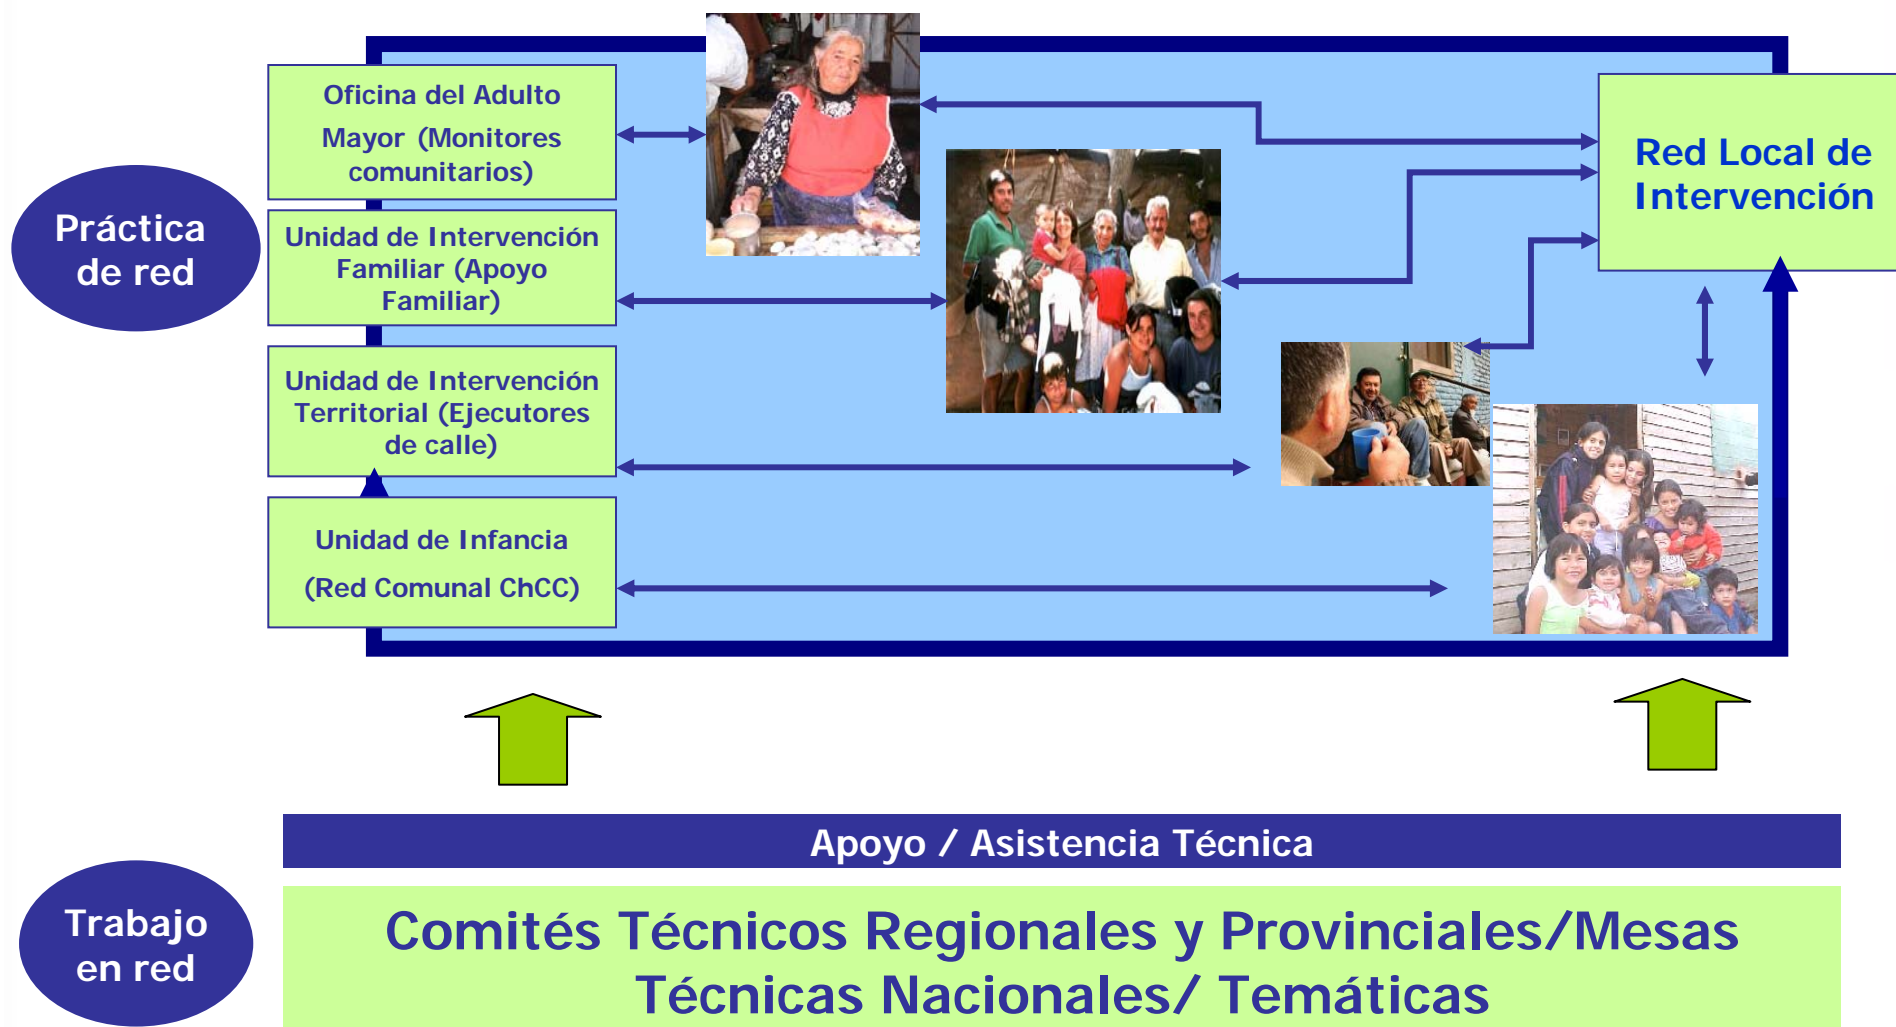 Oficina del Adulto
Mayor (Monitores
comunitarios)
Red Local de
Intervención
Práctica
de red
Unidad de Intervención
Familiar (Apoyo
Familiar)
Unidad de Intervención
Territorial (Ejecutores
de calle)
Unidad de Infancia
(Red Comunal ChCC)
Apoyo / Asistencia Técnica
Trabajo
en red
Comités Técnicos Regionales y Provinciales/Mesas
Técnicas Nacionales/ Temáticas